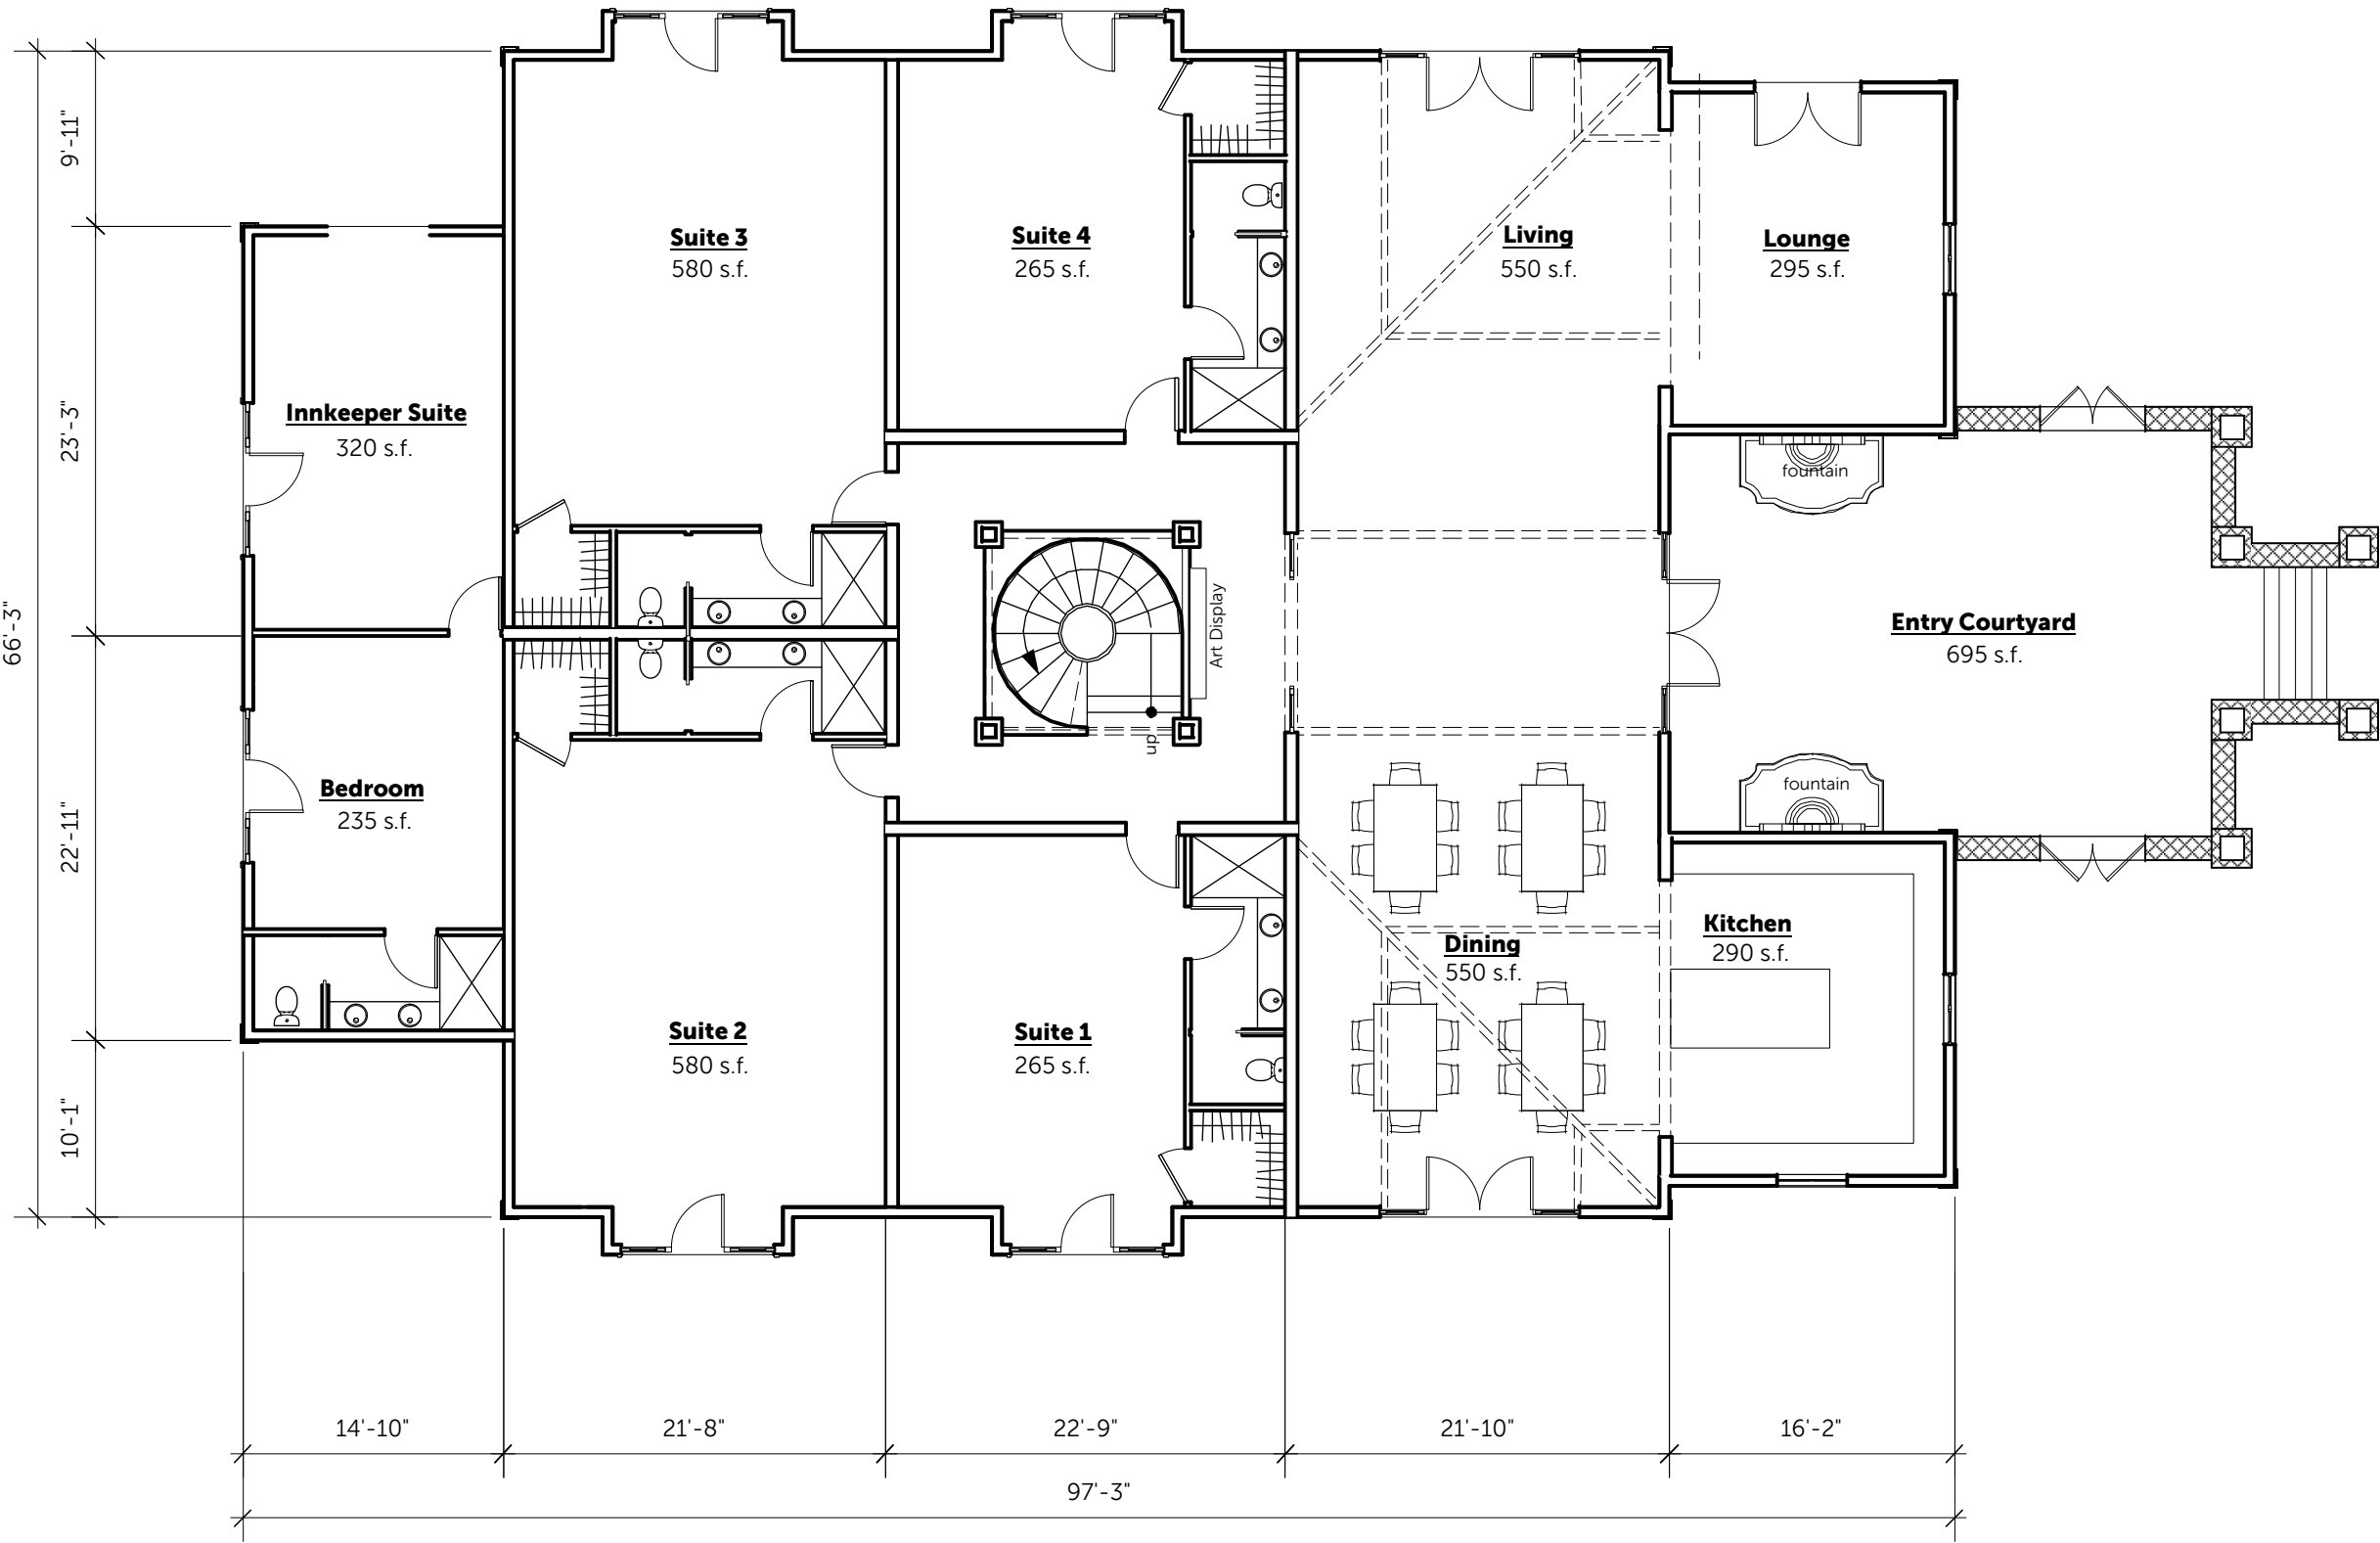 9'-11"
23'-3"
66'-3"
22'-11"
10'-1"
Suite 3
580 s.f.
Suite 4
265 s.f.
Living
550 s.f.
Lounge
295 s.f.
Innkeeper Suite
320 s.f.
fountain
Art Display
up
Entry Courtyard
695 s.f.
Bedroom
235 s.f.
fountain
Kitchen
290 s.f.
Dining
550 s.f.
Suite 2
580 s.f.
Suite 1
265 s.f.
14'-10"
21'-8"
22'-9"
21'-10"
16'-2"
97'-3"